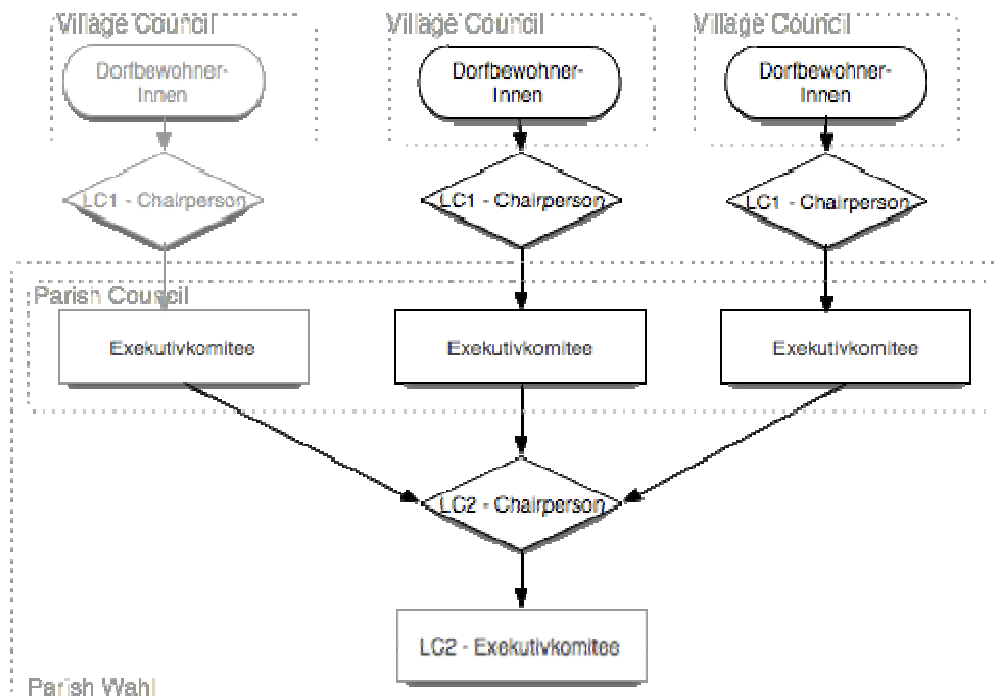 Village Council
Village Council
Village Council
Dorfbewohner-
Innen
Dorfbewohner-
Innen
Dorfbewohner-
Innen
LC1 - Chairperson
LC1 - Chairperson
LC1 - Chairperson
Parish Council
Exekutivkomitee
Exekutivkomitee
Exekutivkomitee
LC2 - Chairperson
LC2 - Exekutivkomitee
Parish Wahl